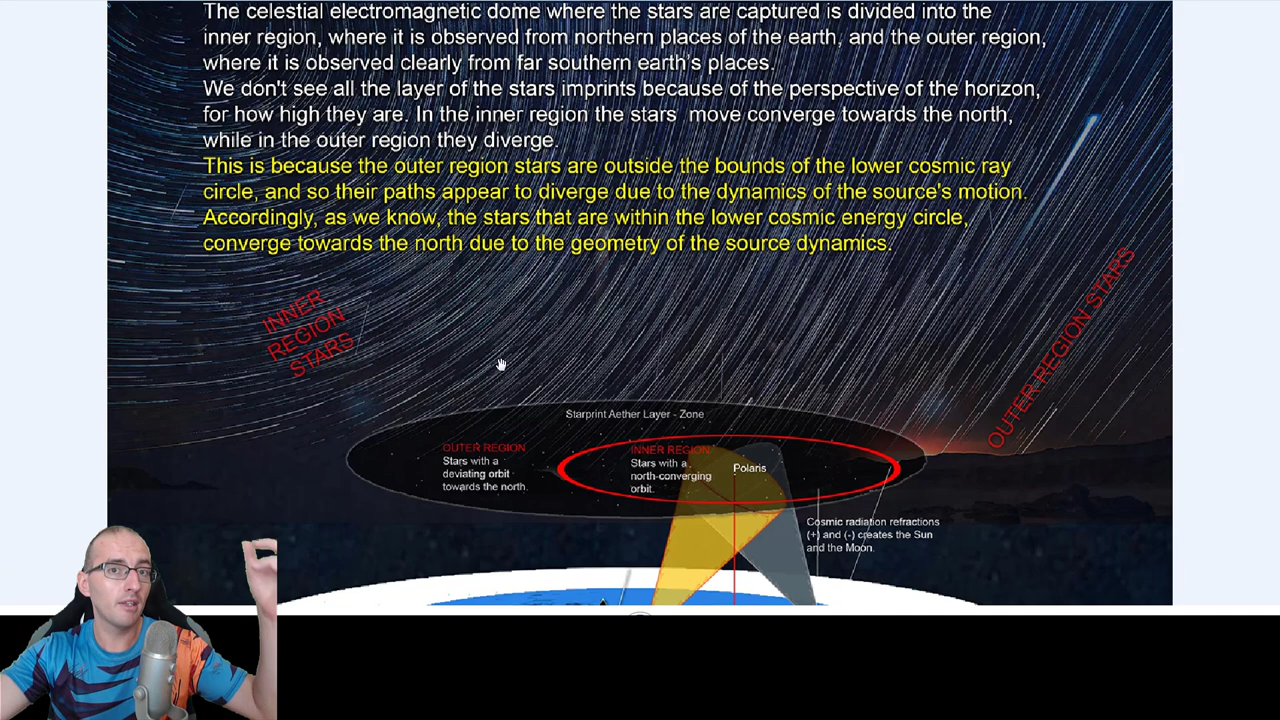 The celestial electromagnetic dome where the stars are captured is divided into the
inner region, where it is observed from northern places of the earth, and the outer region,
where it is observed clearly from far southern earth's places.
We don't see all the layer of the stars imprints because of the perspective of the horizon,
for how high they are. In the inner region the stars move converge towards the north,
while in the outer region they diverge.
This is because the outer region stars are outside the bounds of the lower cosmic ray
circle, and so their paths appear to diverge due to the dynamics of the source's motion.
Accordingly, as we know, the stars that are within the lower cosmic energy circle,
converge towards the north due to the geometry of the source dynamics.
INNER
REGION
STARS
OUTER REGION STARS
Starprint Aether Layer - Zone
OUTER REGION
Stars with a
deviating orbit
towards the north.
INNER REGION
Stars with a
north-converging
orbit.
Polaris
Cosmic radiation refractions
(+) and (-) creates the Sun
and the Moon.